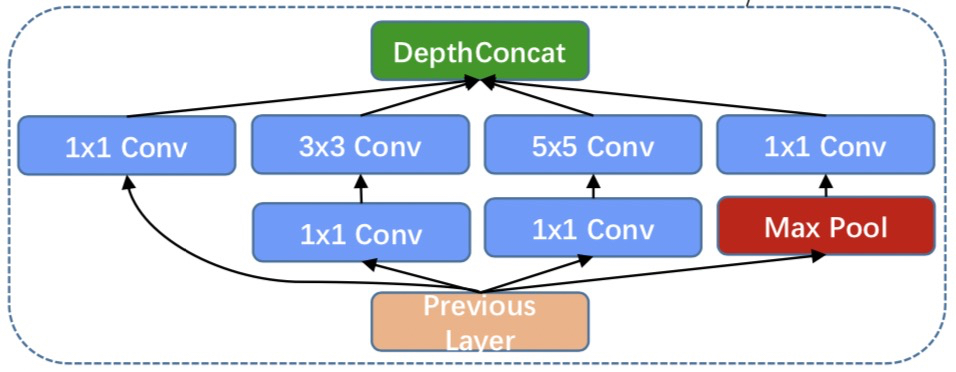 DepthConcat
1x1 Conv
3x3 Conv
5x5 Conv
1x1 Conv
1x1 Conv
1x1 Conv
Max Pool
Previous
Layer